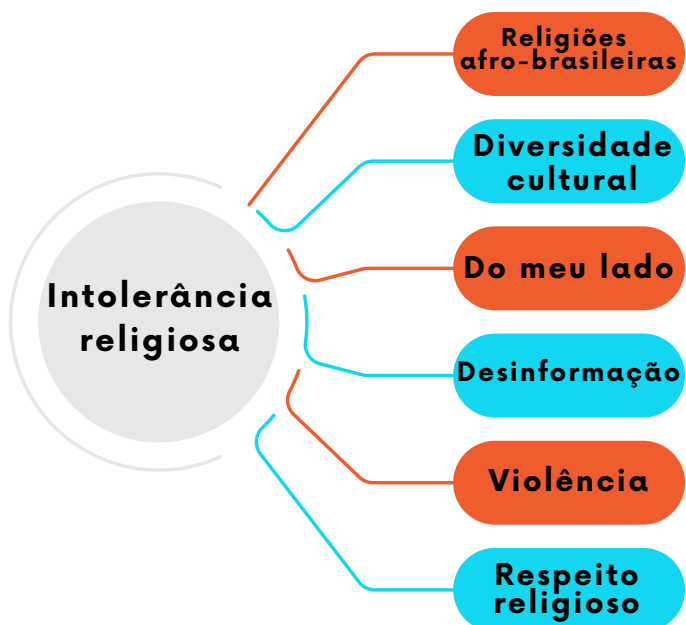 Intolerância
religiosa
Religiões
afro-brasileiras
Diversidade
cultural
Do meu lado
Desinformação
Violência
Respeito
religioso